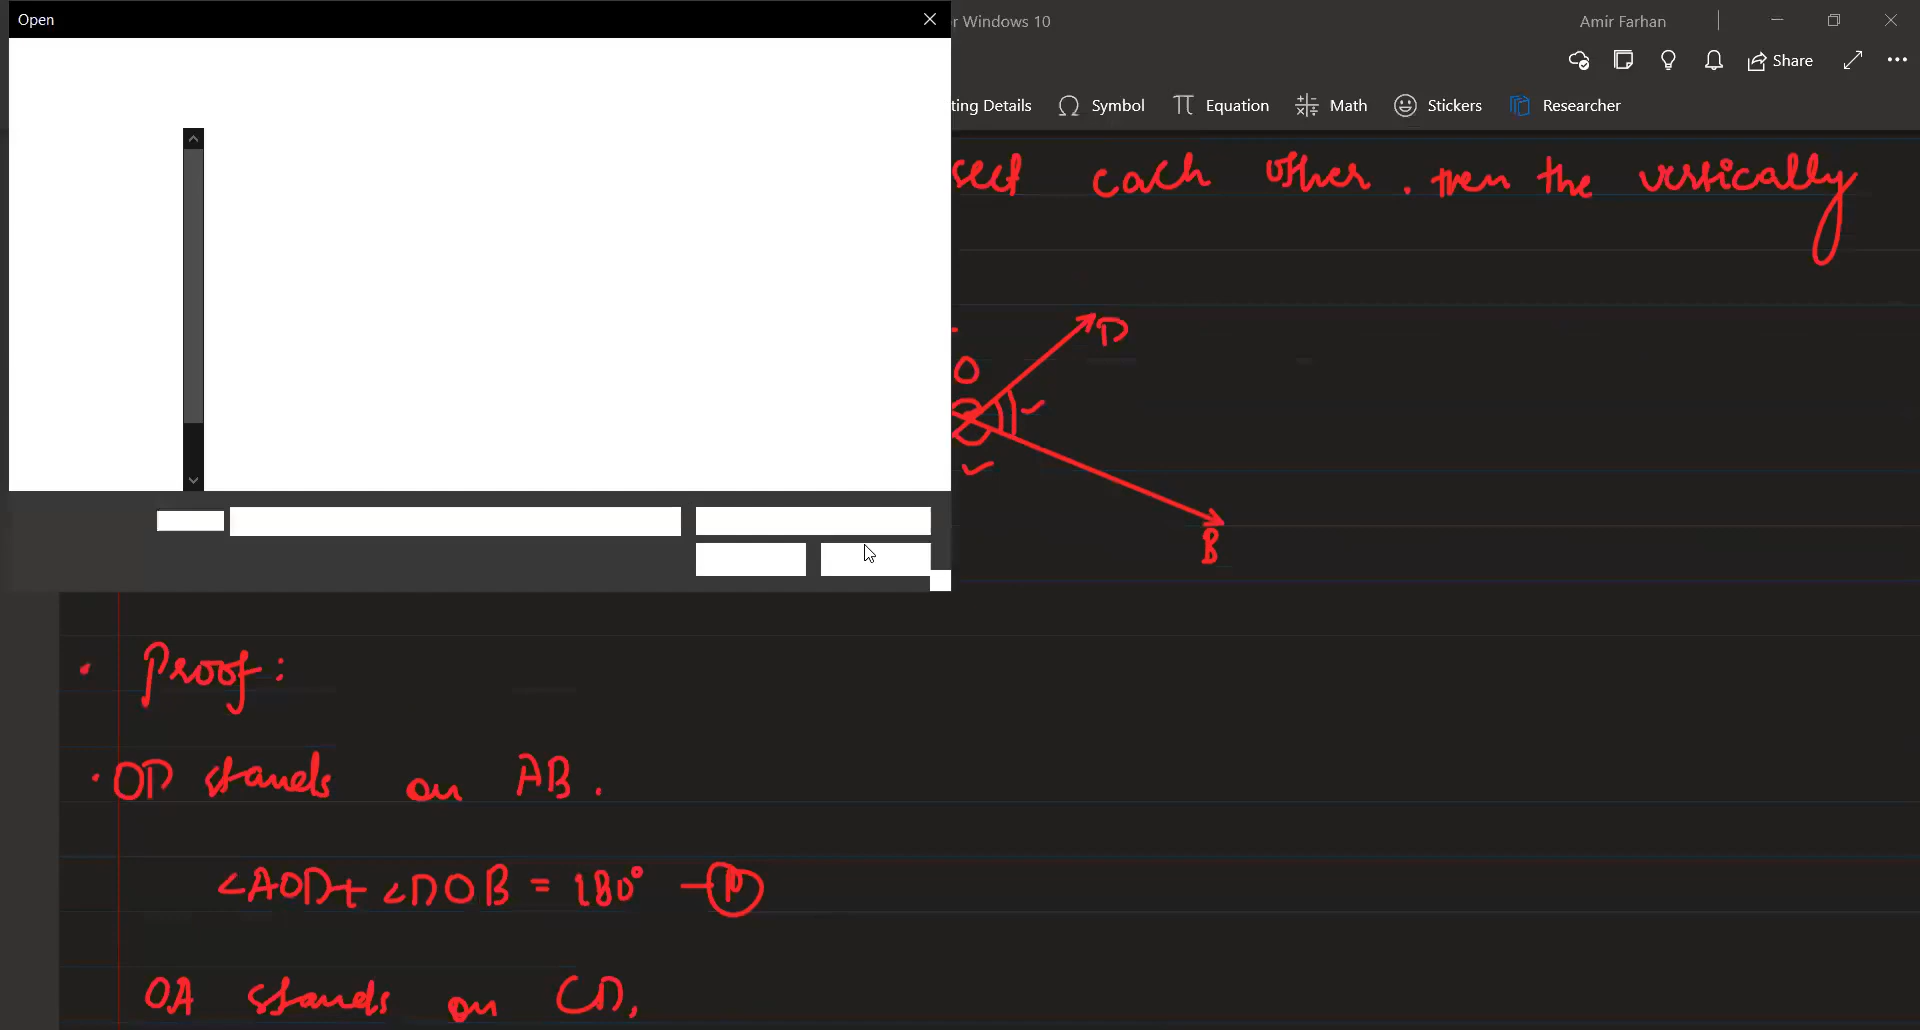 Open
r Windows 10
Amir Farhan
Share
ting Details
Symbol
Equation
Math
Stickers
Researcher
sect each other . then the vertically
D
O
B
• Proof :
• OD stands on AB .
∠AOD + ∠DOB = 180° —
OA stands on CD,